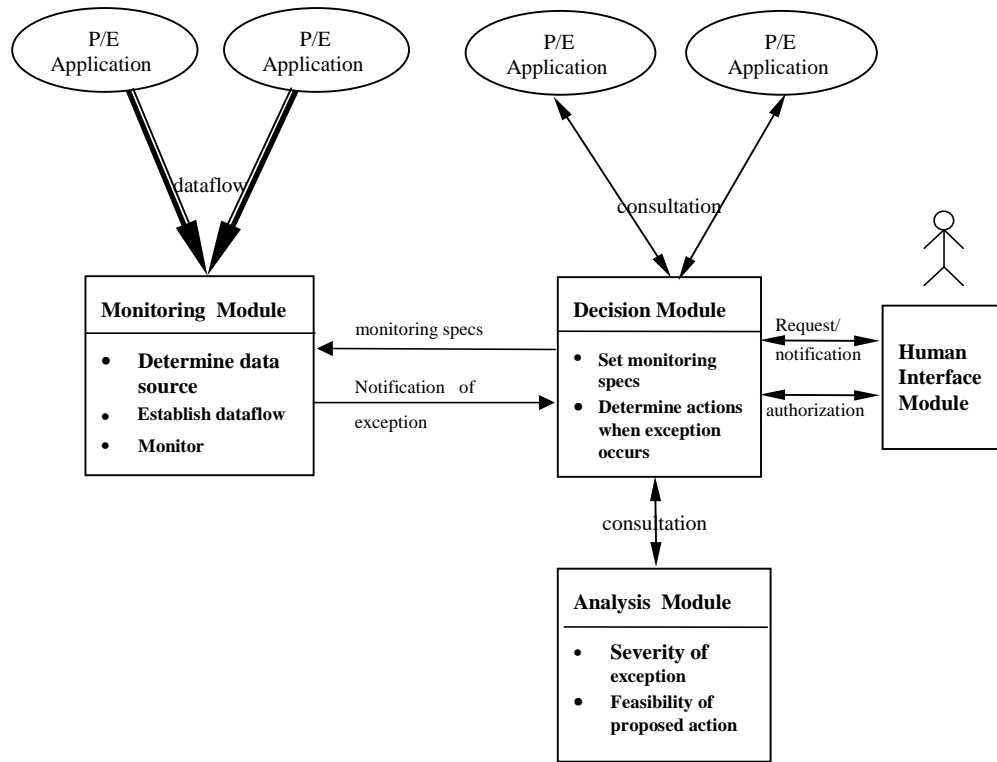 P/E
Application
P/E
Application
P/E
Application
P/E
Application
dataflow
consultation
Monitoring Module
• Determine data
source
• Establish dataflow
• Monitor
monitoring specs
Notification of
exception
Decision Module
• Set monitoring
specs
• Determine actions
when exception
occurs
Request/
notification
authorization
Human
Interface
Module
consultation
Analysis Module
• Severity of
exception
• Feasibility of
proposed action